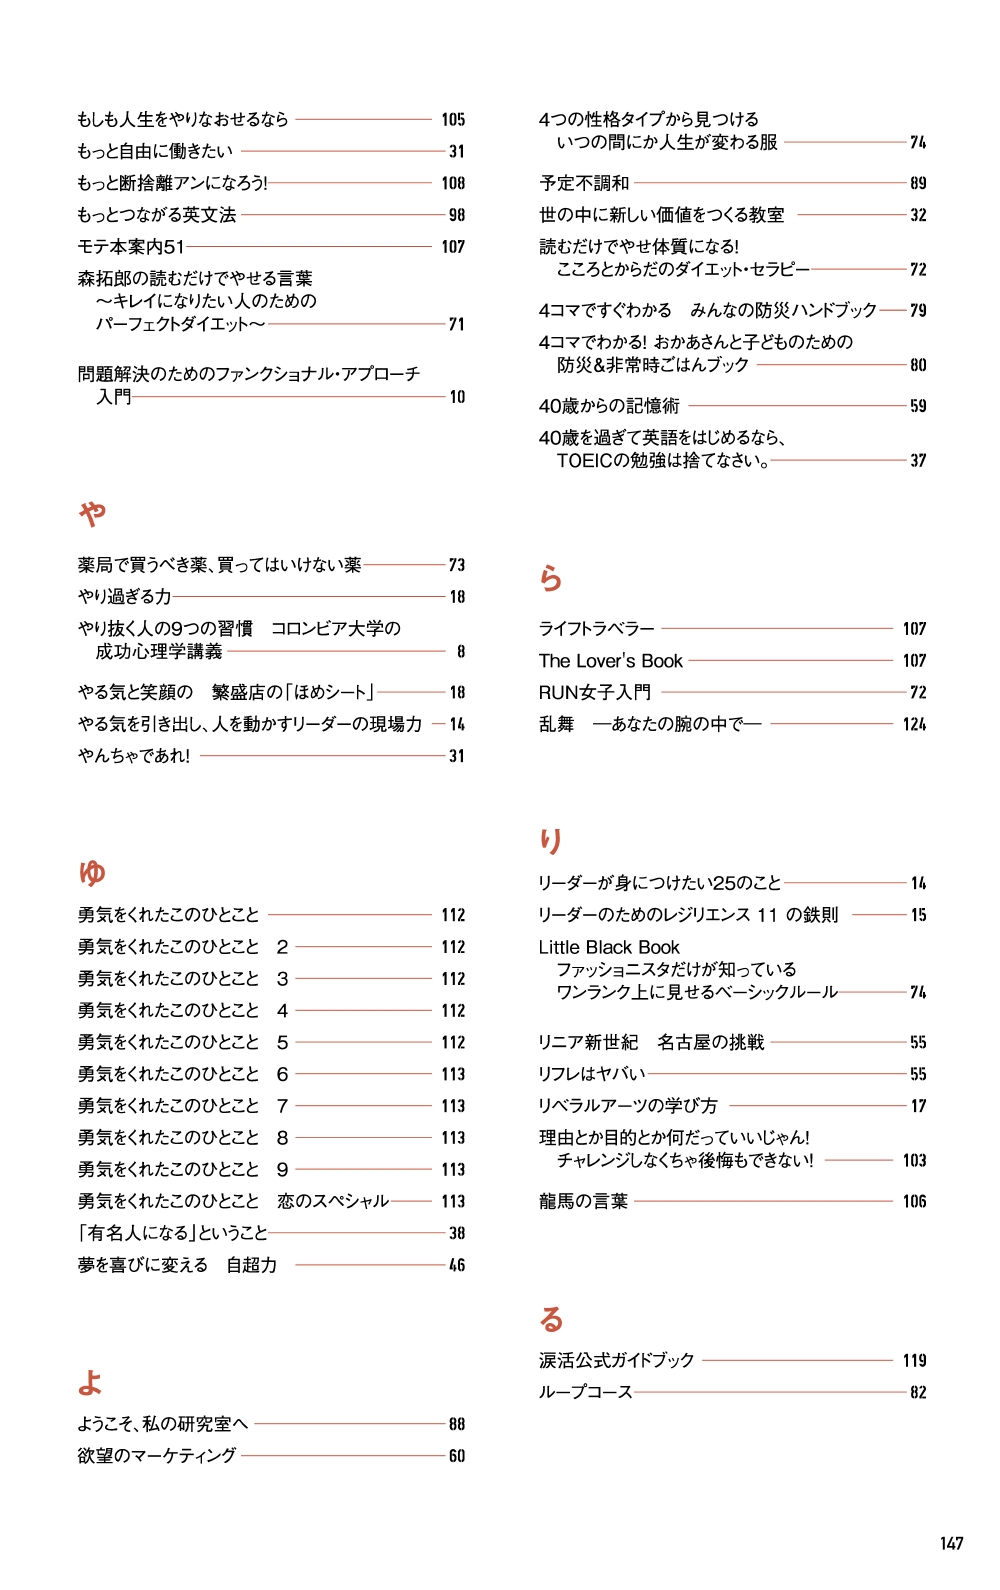 もしも人生をやりなおせるなら 105
もっと自由に働きたい 31
もっと断捨離アンになろう! 108
もっとつながる英文法 98
モテ本案内51 107
森拓郎の読むだけでやせる言葉
～キレイになりたい人のための
パーフェクトダイエット～ 71
問題解決のためのファンクショナル・アプローチ
入門 10
や
薬局で買うべき薬、買ってはいけない薬 73
やり過ぎる力 18
やり抜く人の9つの習慣　コロンビア大学の
成功心理学講義 8
やる気と笑顔の　繁盛店の「ほめシート」 18
やる気を引き出し、人を動かすリーダーの現場力 14
やんちゃであれ! 31
ゆ
勇気をくれたこのひとこと 112
勇気をくれたこのひとこと　2 112
勇気をくれたこのひとこと　3 112
勇気をくれたこのひとこと　4 112
勇気をくれたこのひとこと　5 112
勇気をくれたこのひとこと　6 113
勇気をくれたこのひとこと　7 113
勇気をくれたこのひとこと　8 113
勇気をくれたこのひとこと　9 113
勇気をくれたこのひとこと　恋のスペシャル 113
「有名人になる」ということ 38
夢を喜びに変える　自超力 46
よ
ようこそ、私の研究室へ 88
欲望のマーケティング 60
4つの性格タイプから見つける
いつの間にか人生が変わる服 74
予定不調和 89
世の中に新しい価値をつくる教室 32
読むだけでやせ体質になる!
こころとからだのダイエット・セラピー 72
4コマですぐわかる　みんなの防災ハンドブック 79
4コマでわかる! おかあさんと子どものための
防災&非常時ごはんブック 80
40歳からの記憶術 59
40歳を過ぎて英語をはじめるなら、
TOEICの勉強は捨てなさい。 37
ら
ライフトラベラー 107
The Lover's Book 107
RUN女子入門 72
乱舞　―あなたの腕の中で― 124
り
リーダーが身につけたい25のこと 14
リーダーのためのレジリエンス 11 の鉄則 15
Little Black Book
ファッショニスタだけが知っている
ワンランク上に見せるベーシックルール 74
リニア新世紀　名古屋の挑戦 55
リフレはヤバい 55
リベラルアーツの学び方 17
理由とか目的とか何だっていいじゃん!
チャレンジしなくちゃ後悔もできない! 103
龍馬の言葉 106
る
涙活公式ガイドブック 119
ループコース 82
147